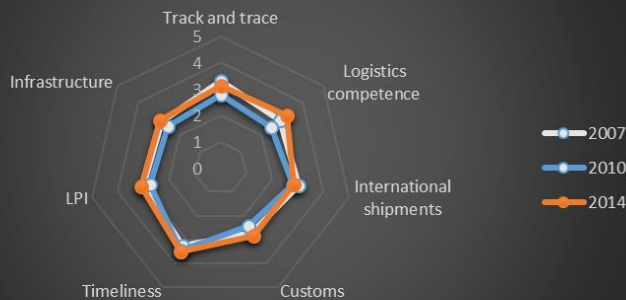 Track and trace
5
4
3
2
1
0
Logistics
competence
International
shipments
Customs
Timeliness
LPI
Infrastructure
2007
2010
2014